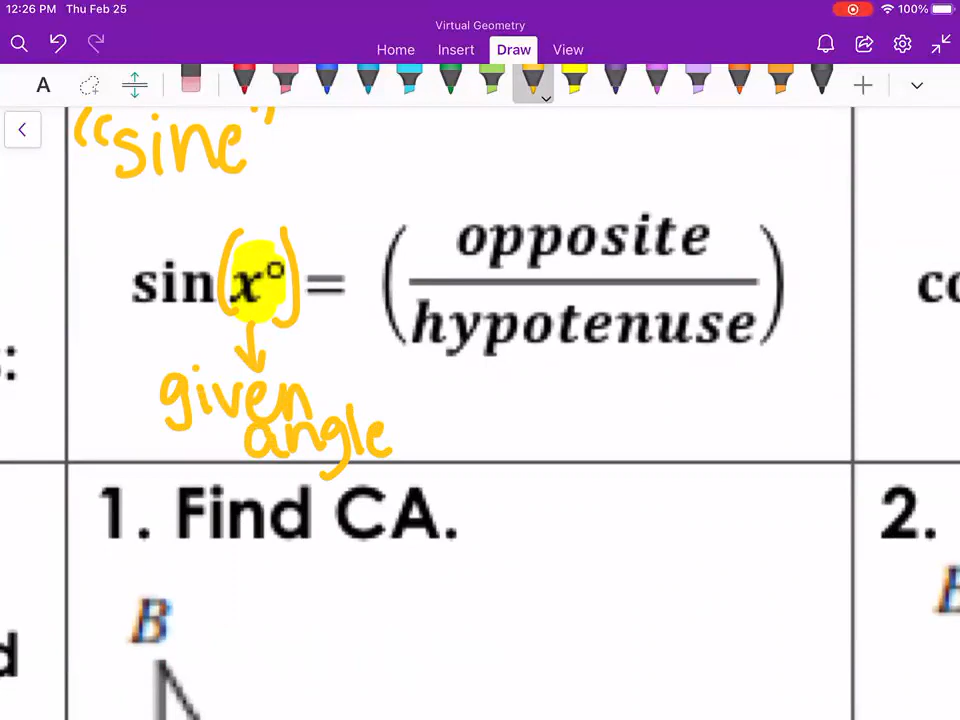 12:26 PM Thu Feb 25
100%
Virtual Geometry
Home Insert Draw View
A
"sine"
sin(x°) = (opposite/hypotenuse)
co
s:
given
angle
1. Find CA.
2.
B
B
d